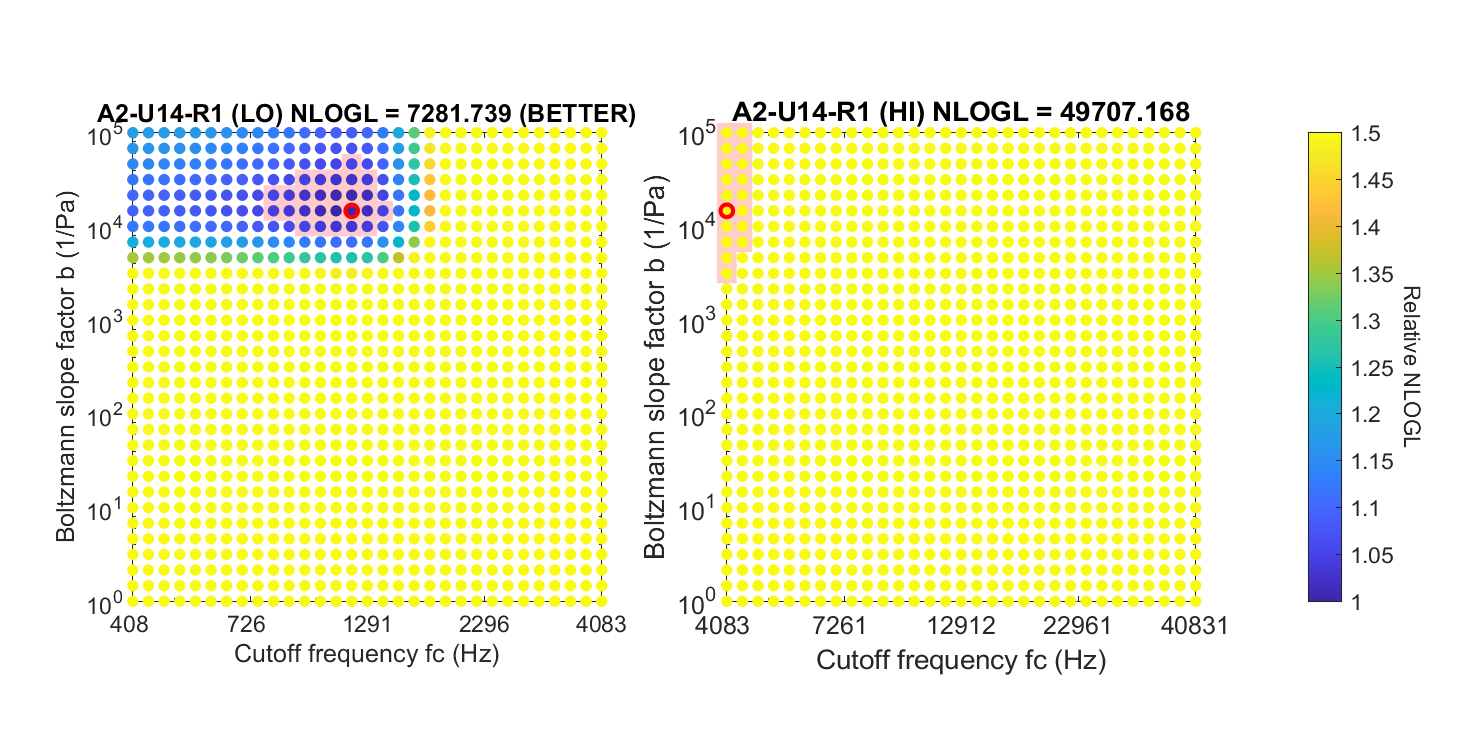 A2-U14-R1 (LO) NLOGL = 7281.739 (BETTER)
10^5
10^4
10^3
10^2
10^1
10^0
Boltzmann slope factor b (1/Pa)
408 726 1291 2296 4083
Cutoff frequency fc (Hz)
A2-U14-R1 (HI) NLOGL = 49707.168
10^5
10^4
10^3
10^2
10^1
10^0
Boltzmann slope factor b (1/Pa)
4083 7261 12912 22961 40831
Cutoff frequency fc (Hz)
1.5
1.45
1.4
1.35
1.3
1.25
1.2
1.15
1.1
1.05
1
Relative NLOGL